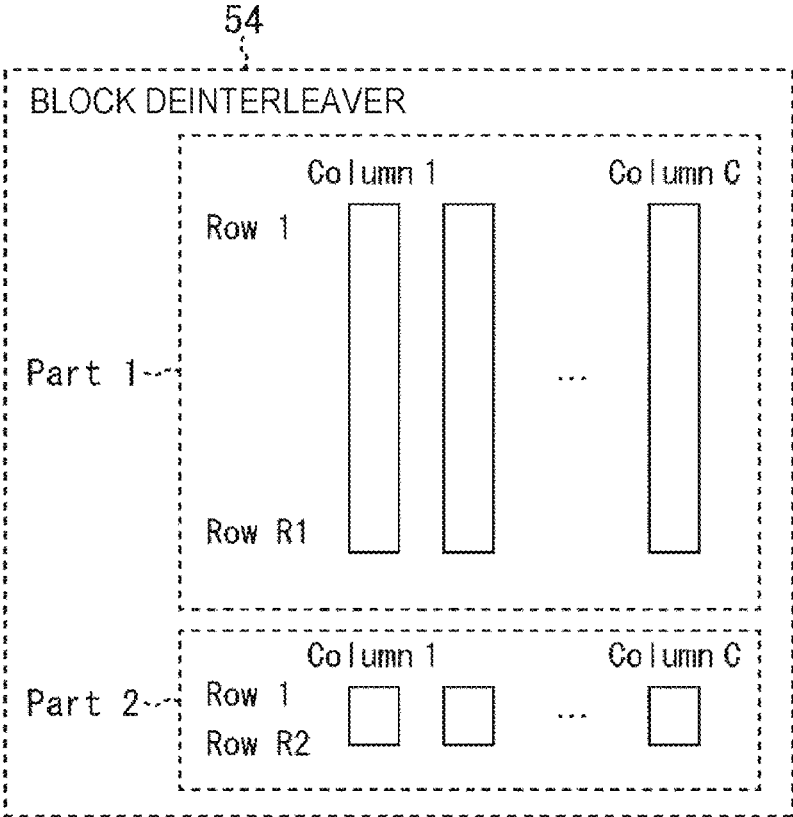 54
BLOCK DEINTERLEAVER
Column 1 Column C
Row 1
Part 1 ...
Row R1
Column 1 Column C
Part 2 Row 1 ...
Row R2